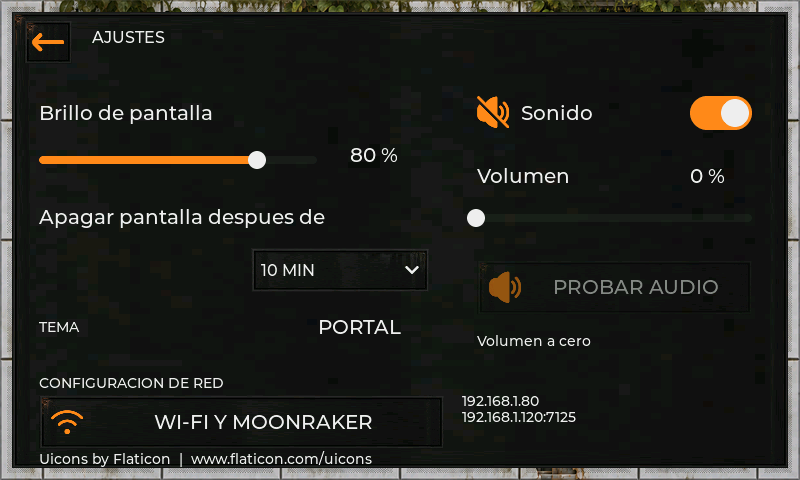 AJUSTES
Brillo de pantalla
80 %
Apagar pantalla despues de
10 MIN
TEMA
PORTAL
CONFIGURACION DE RED
WI-FI Y MOONRAKER
Uicons by Flaticon | www.flaticon.com/uicons
Sonido
Volumen
0 %
PROBAR AUDIO
Volumen a cero
192.168.1.80
192.168.1.120:7125